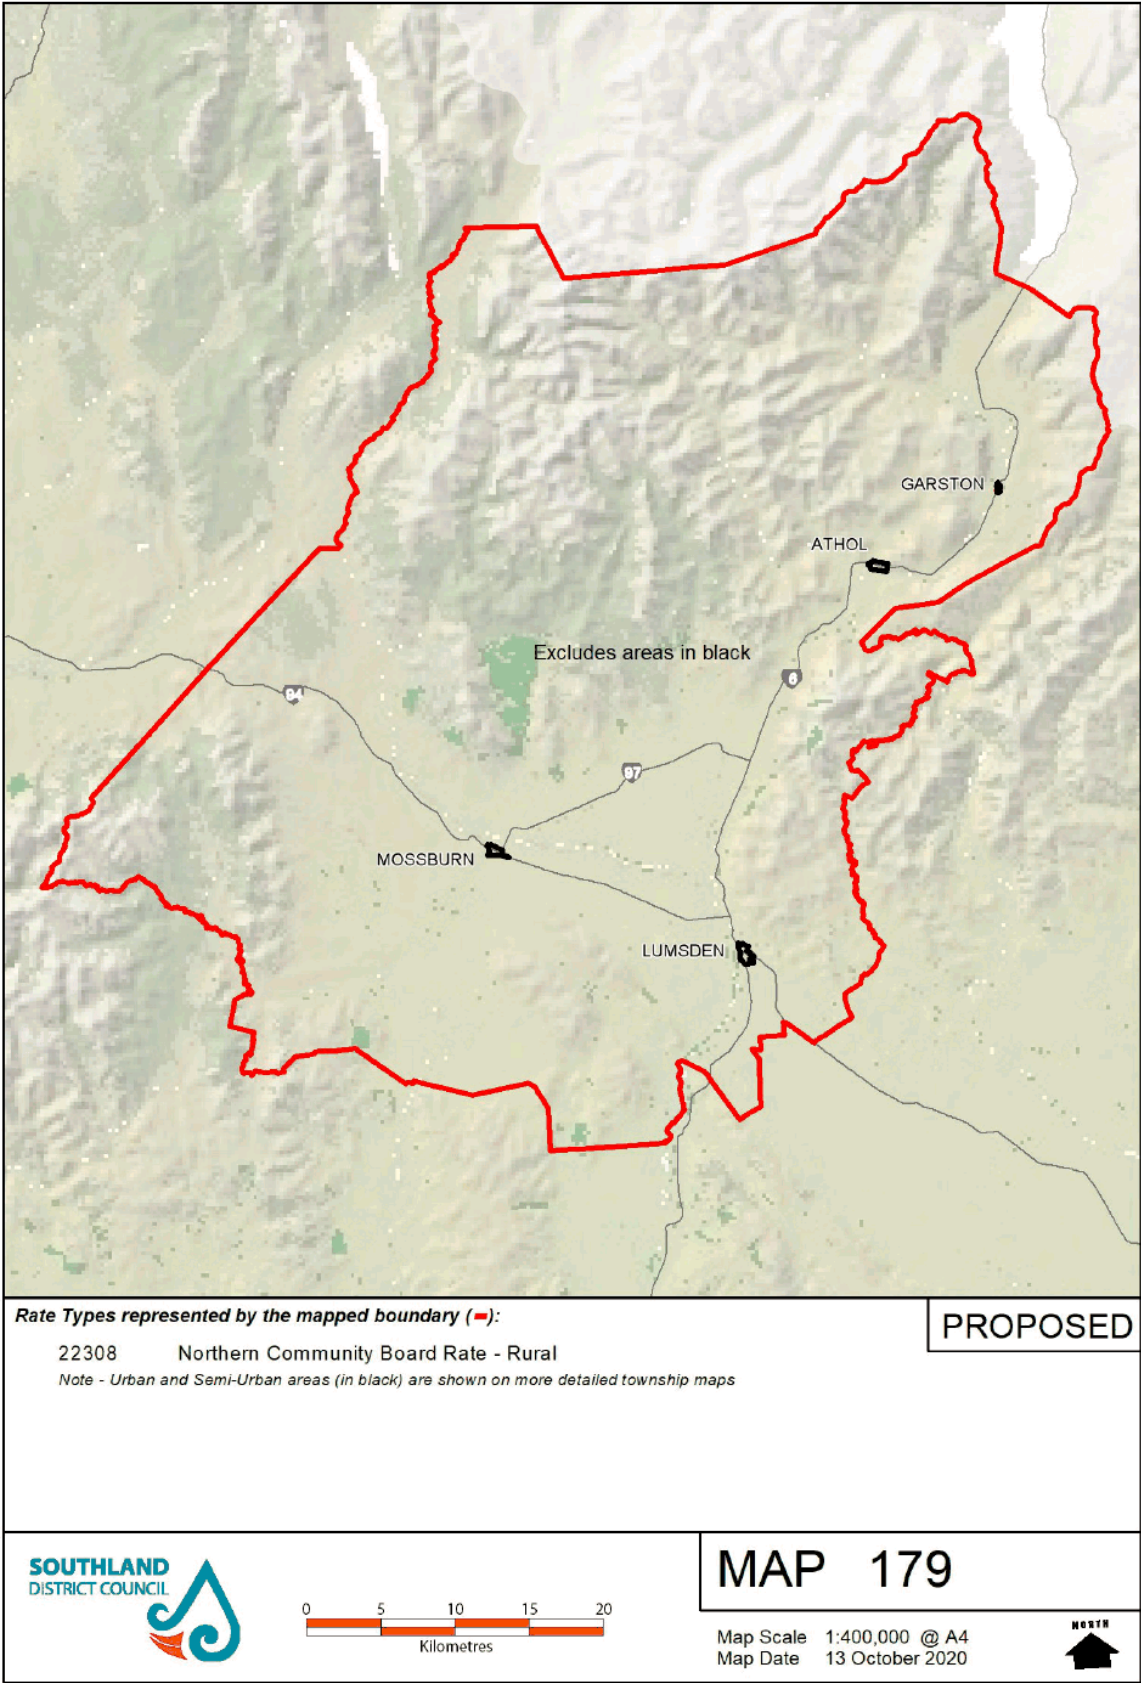 GARSTON
ATHOL
Excludes areas in black
94
6
97
MOSSBURN
LUMSDEN
Rate Types represented by the mapped boundary ( ):
PROPOSED
22308 Northern Community Board Rate - Rural
Note - Urban and Semi-Urban areas (in black) are shown on more detailed township maps
SOUTHLAND
DISTRICT COUNCIL
0 5 10 15 20
Kilometres
MAP 179
Map Scale 1:400,000 @ A4
Map Date 13 October 2020
NORTH